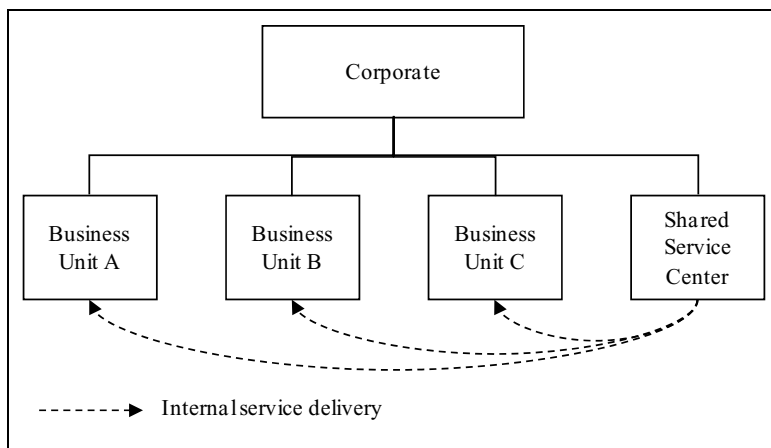 Corporate
Business
Unit A
Business
Unit B
Business
Unit C
Shared
Service
Center
Internal service delivery